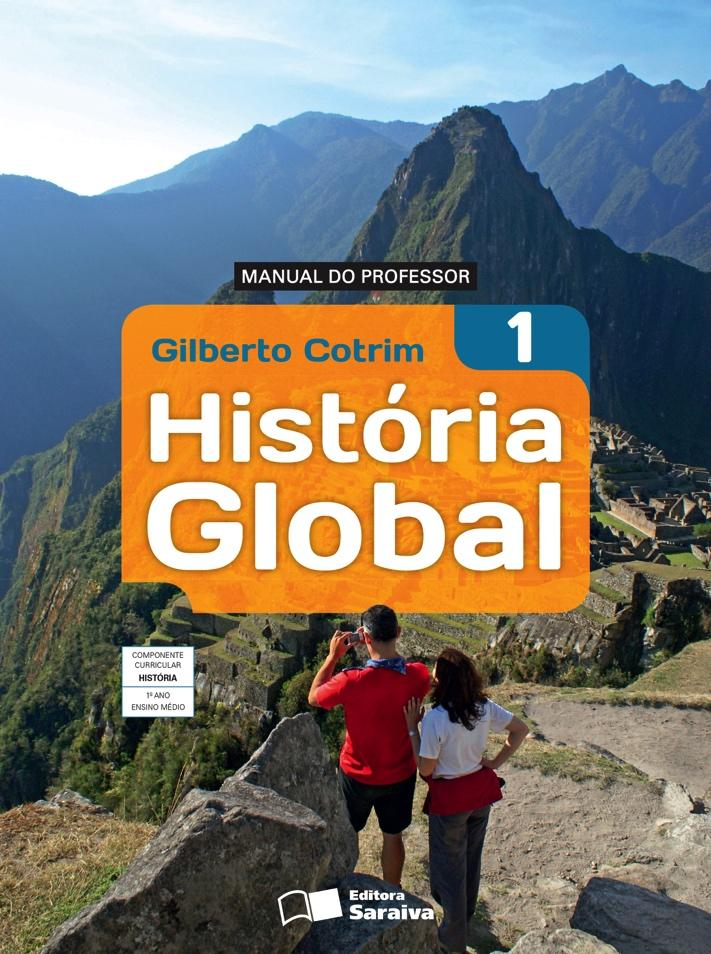 MANUAL DO PROFESSOR
Gilberto Cotrim
1
História
Global
COMPONENTE
CURRICULAR
HISTÓRIA
1º ANO
ENSINO MÉDIO
Editora
Saraiva